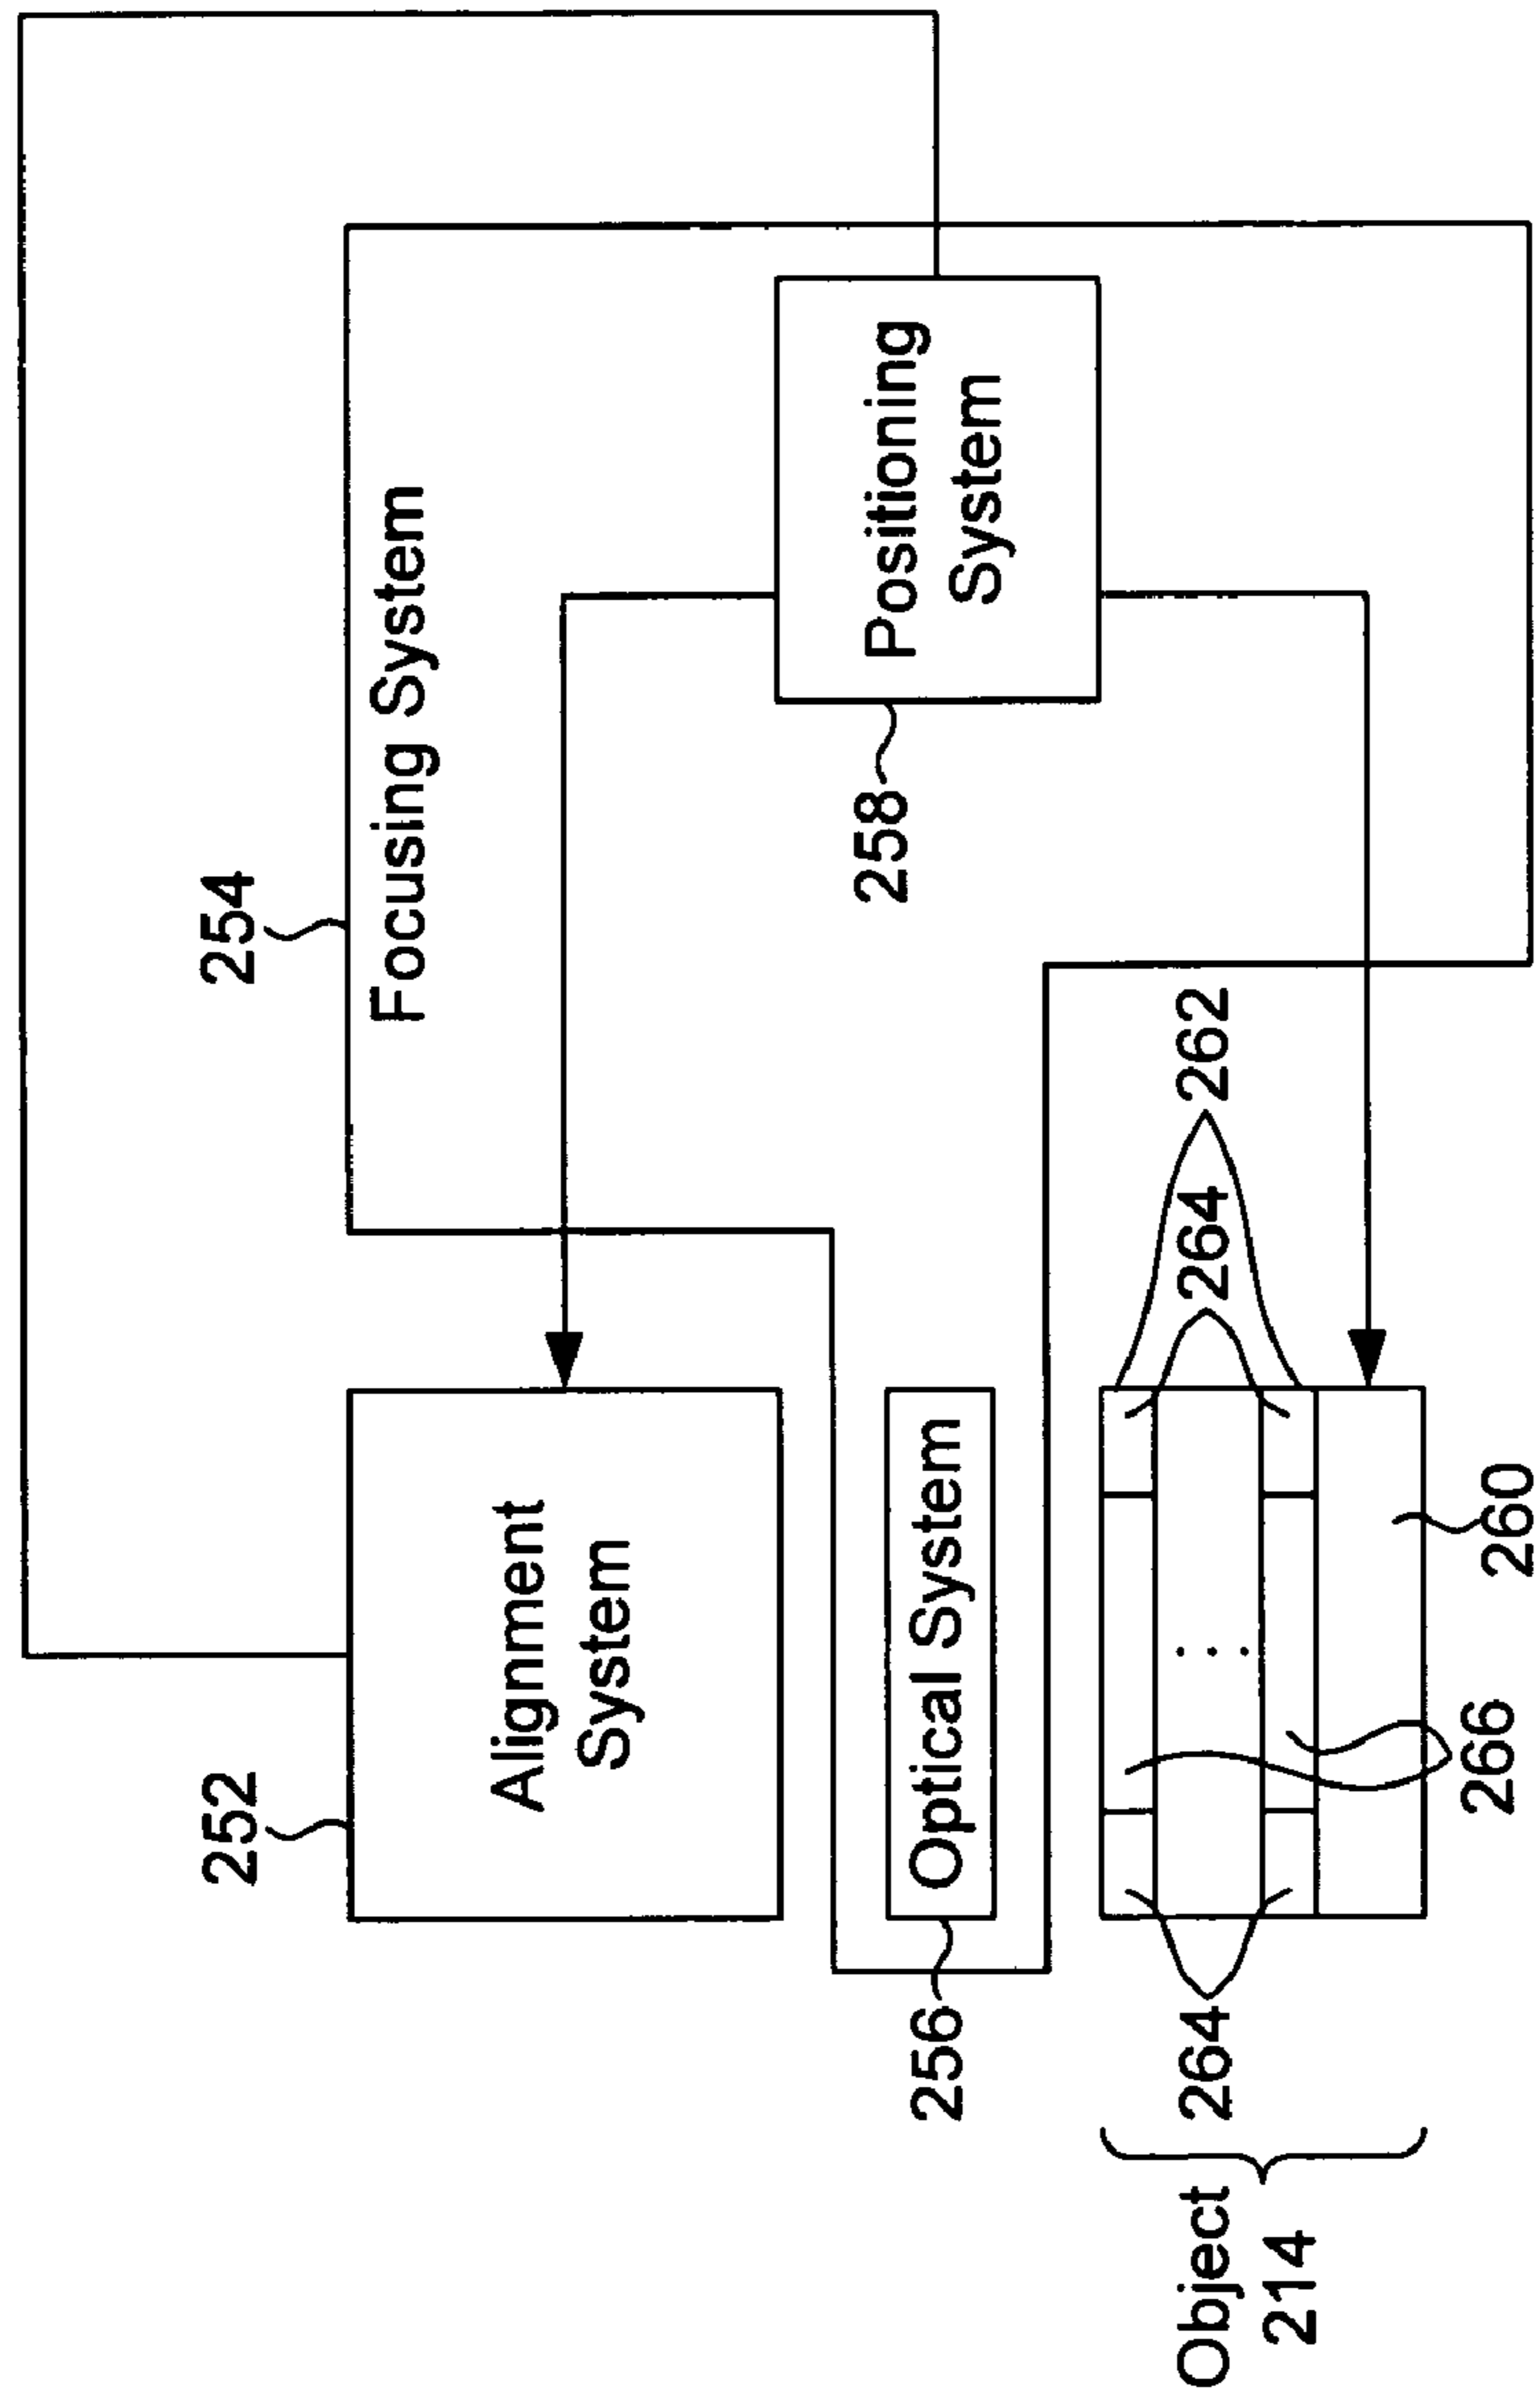 252
254
Focusing System
Alignment
System
258
Positioning
System
256
Optical System
Object
214
264
264
262
266
260